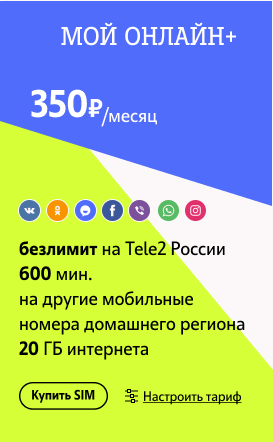 МОЙ ОНЛАЙН+
350₽/месяц
безлимит на Tele2 России
600 мин.
на другие мобильные
номера домашнего региона
20 ГБ интернета
Купить SIM Настроить тариф